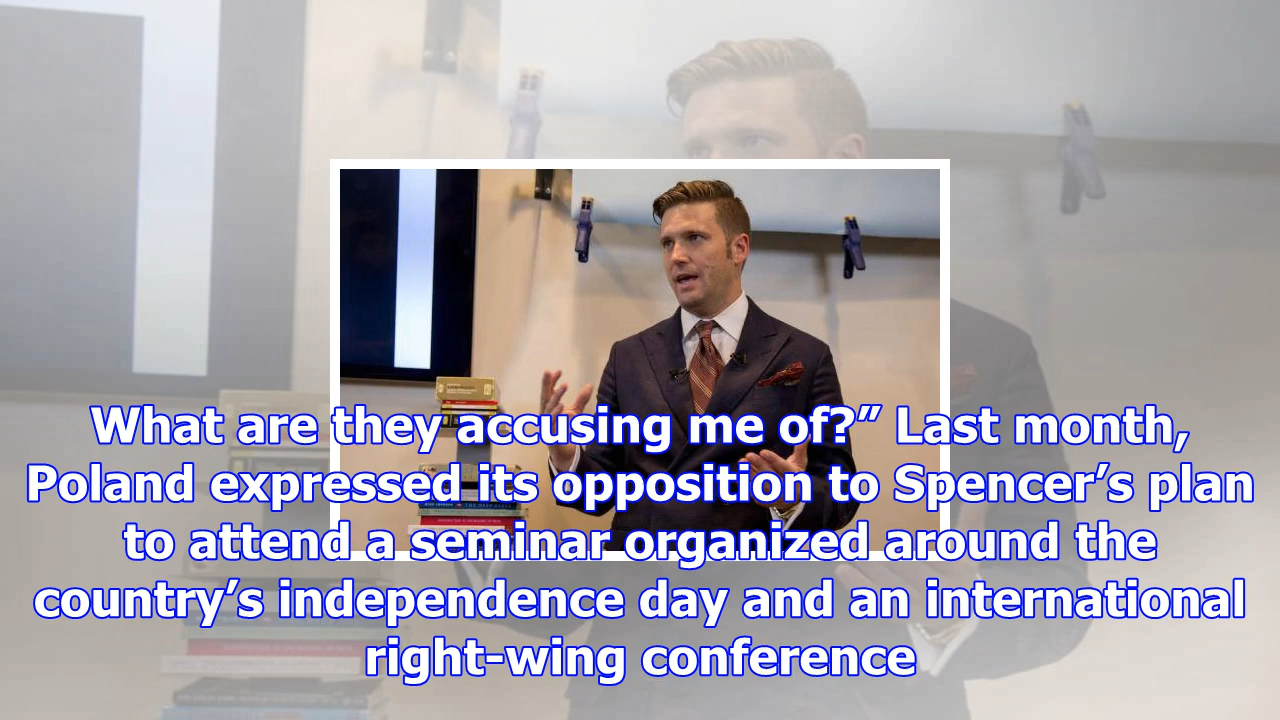 What are they accusing me of?” Last month,
Poland expressed its opposition to Spencer’s plan
to attend a seminar organized around the
country’s independence day and an international
right-wing conference